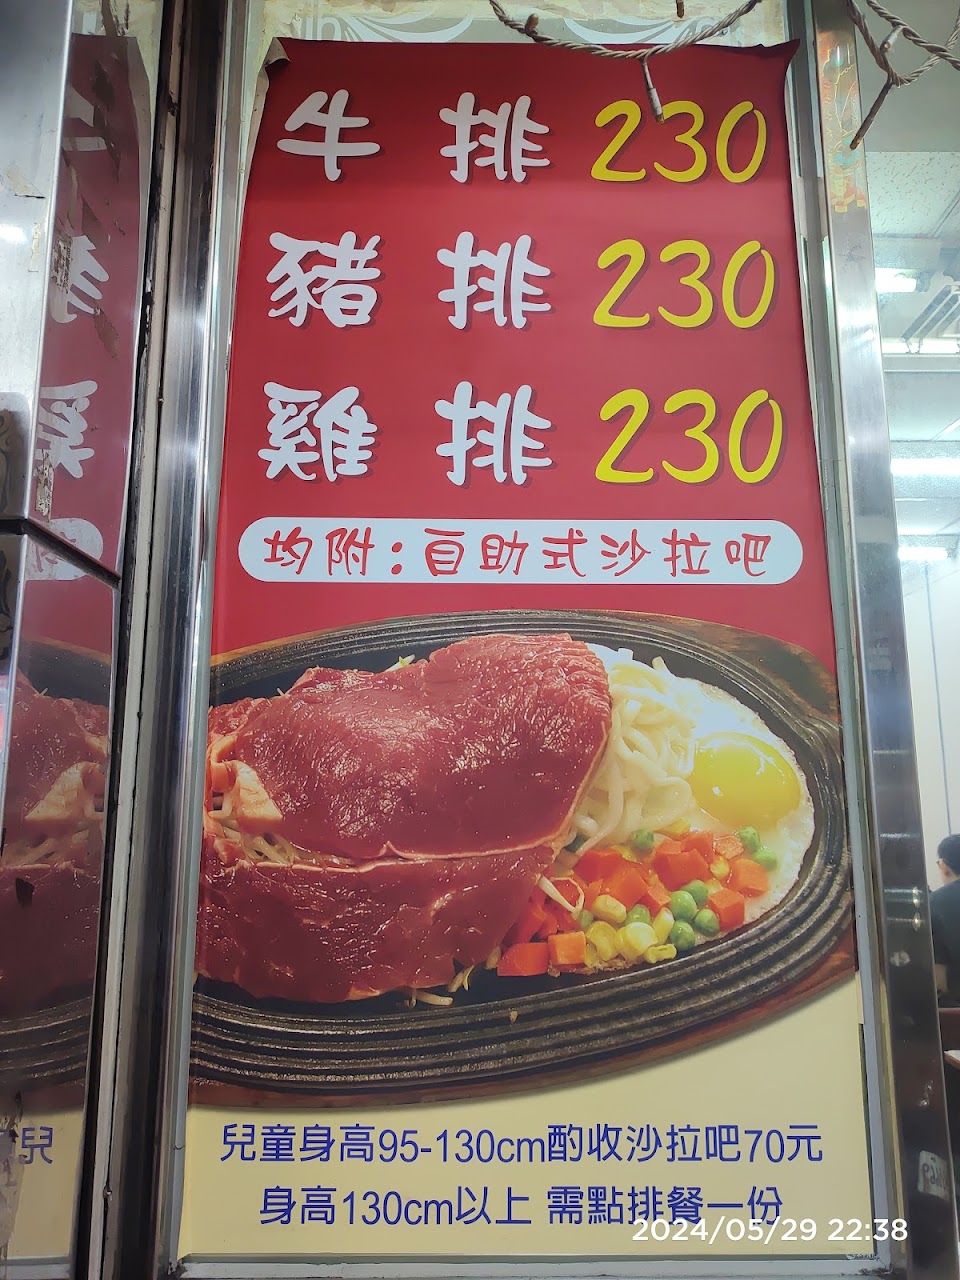 牛 排 230
豬 排 230
雞 排 230
均附:自助式沙拉吧
兒童身高95-130cm酌收沙拉吧70元
身高130cm以上 需點排餐一份
2024/05/29 22:38
兒